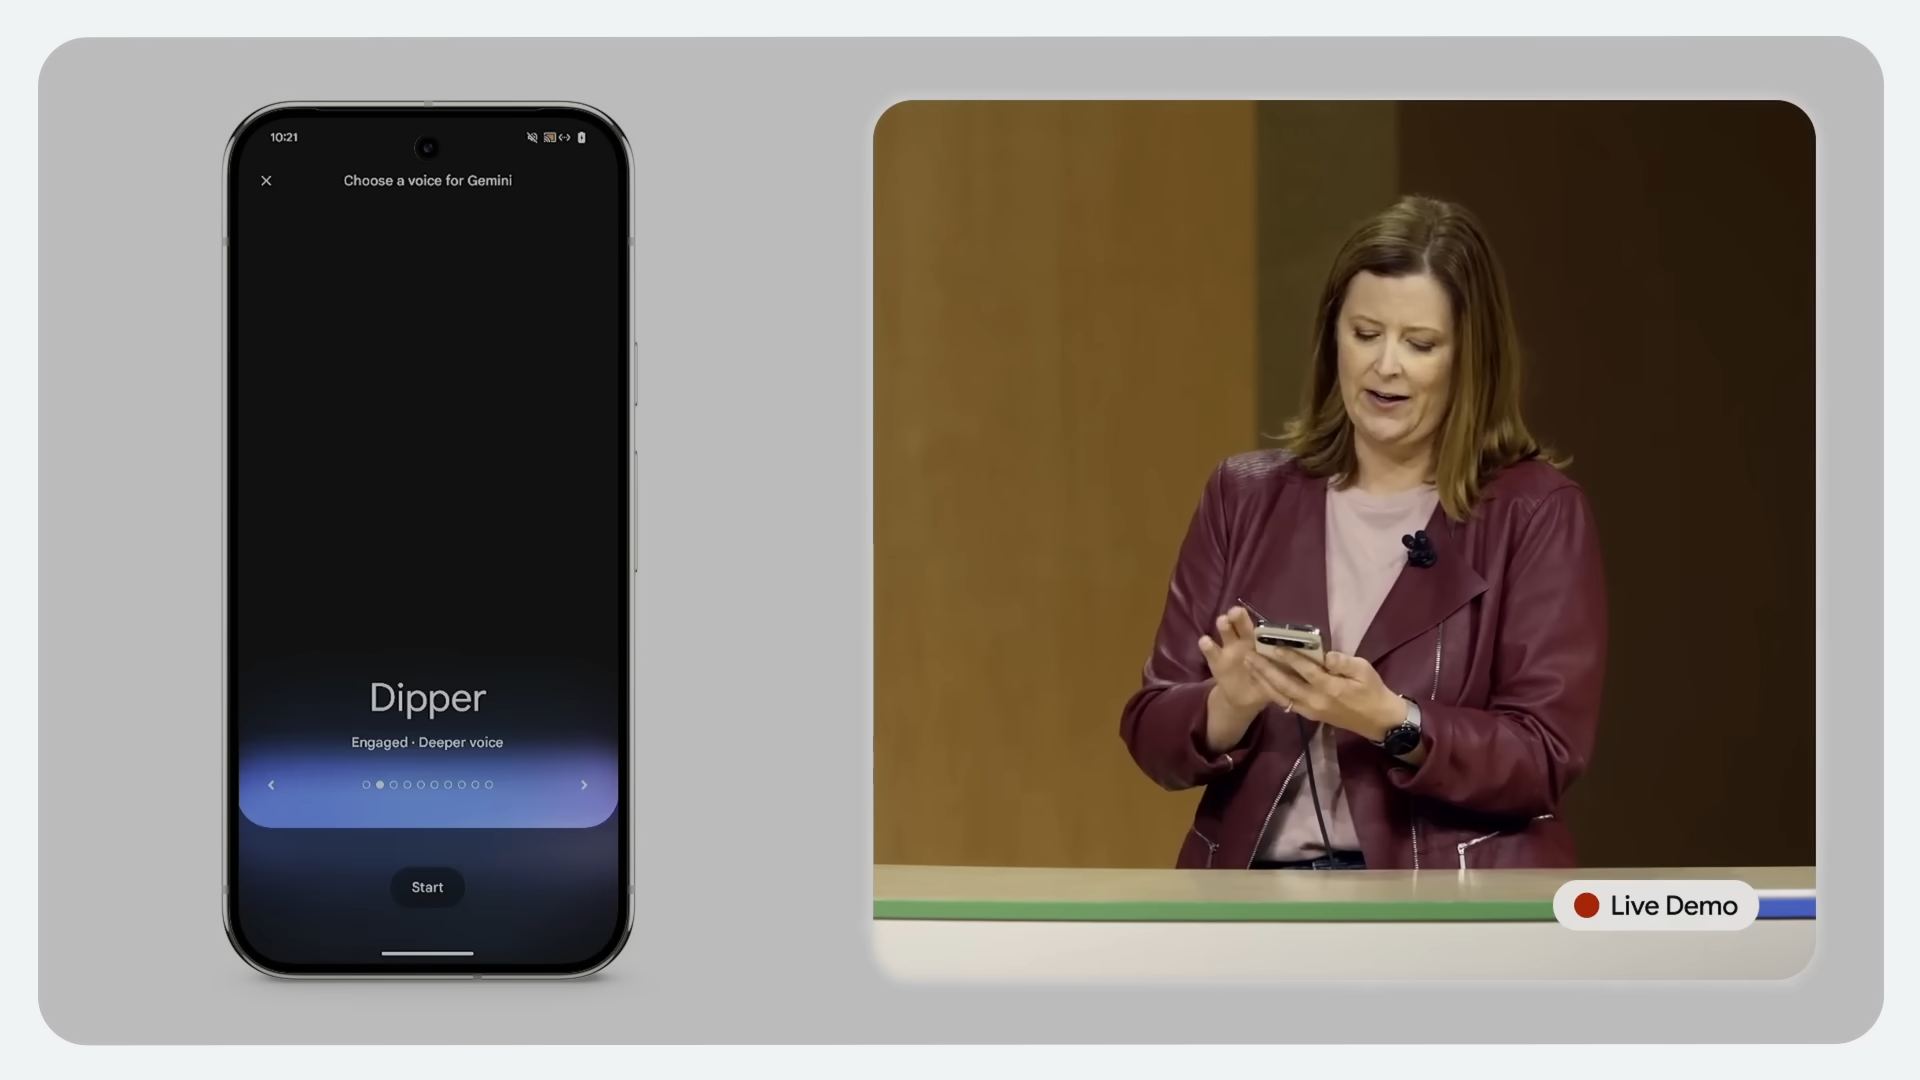 10:21
Choose a voice for Gemini
Dipper
Engaged · Deeper voice
Start
Live Demo